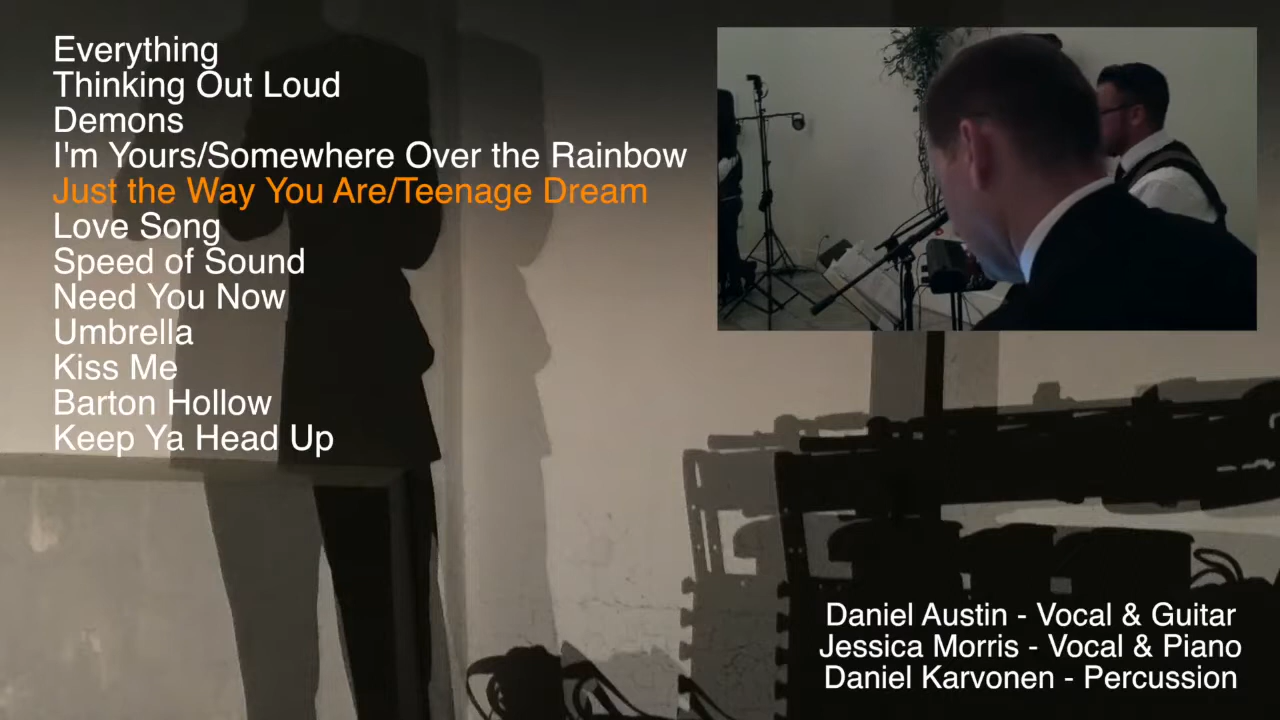 Everything
Thinking Out Loud
Demons
I'm Yours/Somewhere Over the Rainbow
Just the Way You Are/Teenage Dream
Love Song
Speed of Sound
Need You Now
Umbrella
Kiss Me
Barton Hollow
Keep Ya Head Up
Daniel Austin - Vocal & Guitar
Jessica Morris - Vocal & Piano
Daniel Karvonen - Percussion